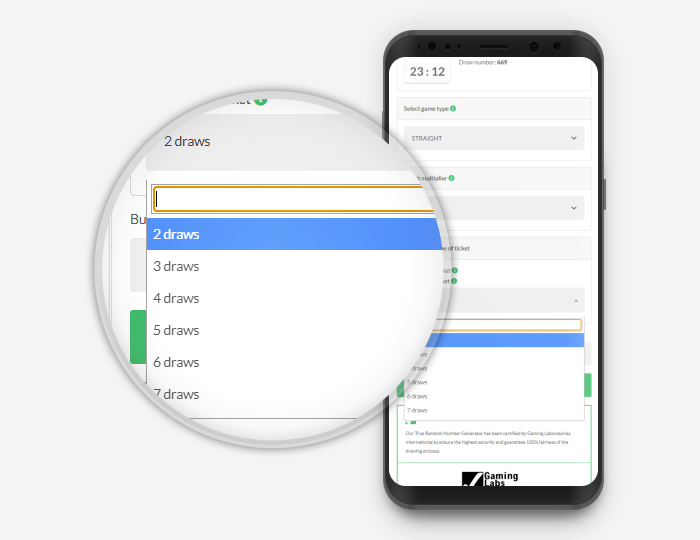 Draw number: 669
23 : 12
Select game type
STRAIGHT
multiplier
of ticket
2 draws
Bu
2 draws
3 draws
4 draws
5 draws
6 draws
7 draws
5 draws
6 draws
7 draws
Our True Random Number Generator has been certified by Gaming Laboratories
International to ensure the highest security and guarantee 100% fairness of the
drawing process.
Gaming
Labs